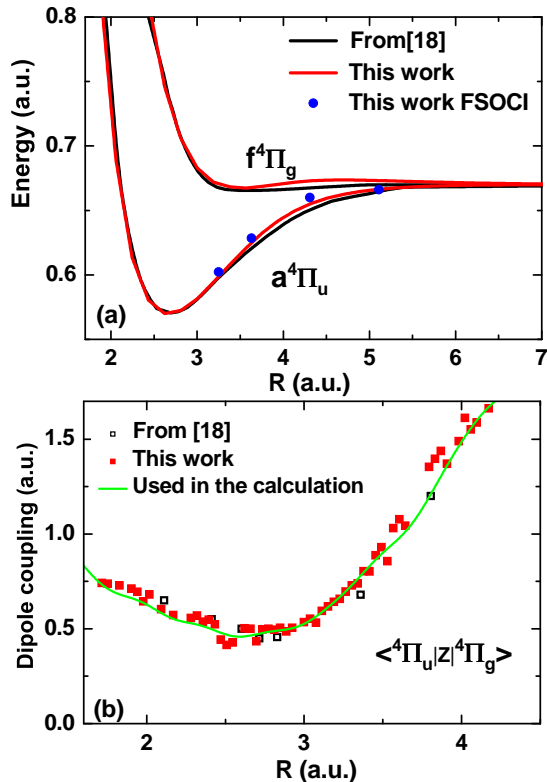 0.8
From[18]
This work
This work FSOCI
f⁴Πg
a⁴Πu
0.6
(a)
2 3 4 5 6 7
R (a.u.)
Energy (a.u.)
1.5
From [18]
This work
Used in the calculation
1.0
0.5
<⁴Πu|Z|⁴Πg>
0.0
(b)
2 3 4
R (a.u.)
Dipole coupling (a.u.)